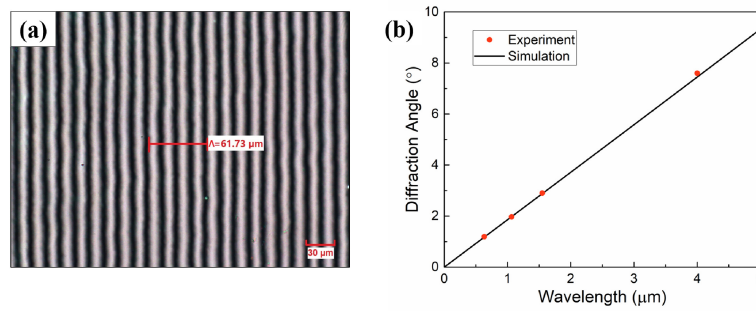 (a)
Λ=61.73 μm
30 μm
(b)
10
8
6
4
2
0
Diffraction Angle (°)
Experiment
Simulation
0 1 2 3 4
Wavelength (μm)